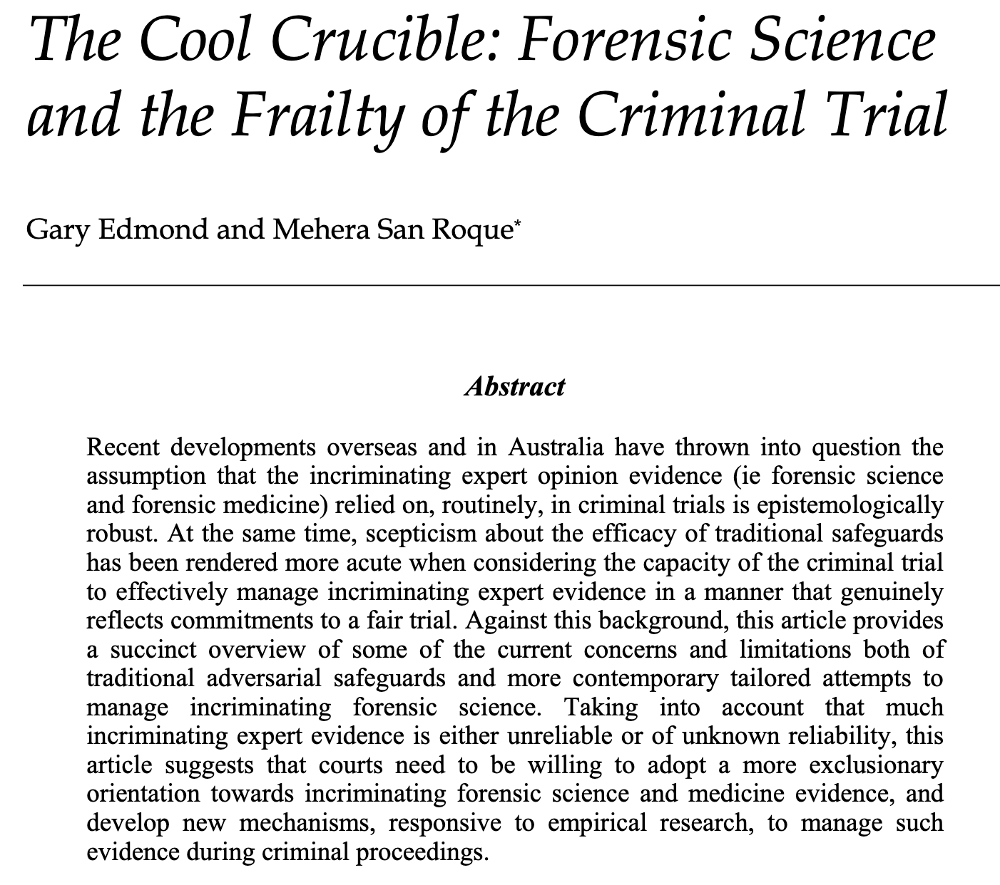 The Cool Crucible: Forensic Science
and the Frailty of the Criminal Trial
Gary Edmond and Mehera San Roque*
Abstract
Recent developments overseas and in Australia have thrown into question the
assumption that the incriminating expert opinion evidence (ie forensic science
and forensic medicine) relied on, routinely, in criminal trials is epistemologically
robust. At the same time, scepticism about the efficacy of traditional safeguards
has been rendered more acute when considering the capacity of the criminal trial
to effectively manage incriminating expert evidence in a manner that genuinely
reflects commitments to a fair trial. Against this background, this article provides
a succinct overview of some of the current concerns and limitations both of
traditional adversarial safeguards and more contemporary tailored attempts to
manage incriminating forensic science. Taking into account that much
incriminating expert evidence is either unreliable or of unknown reliability, this
article suggests that courts need to be willing to adopt a more exclusionary
orientation towards incriminating forensic science and medicine evidence, and
develop new mechanisms, responsive to empirical research, to manage such
evidence during criminal proceedings.